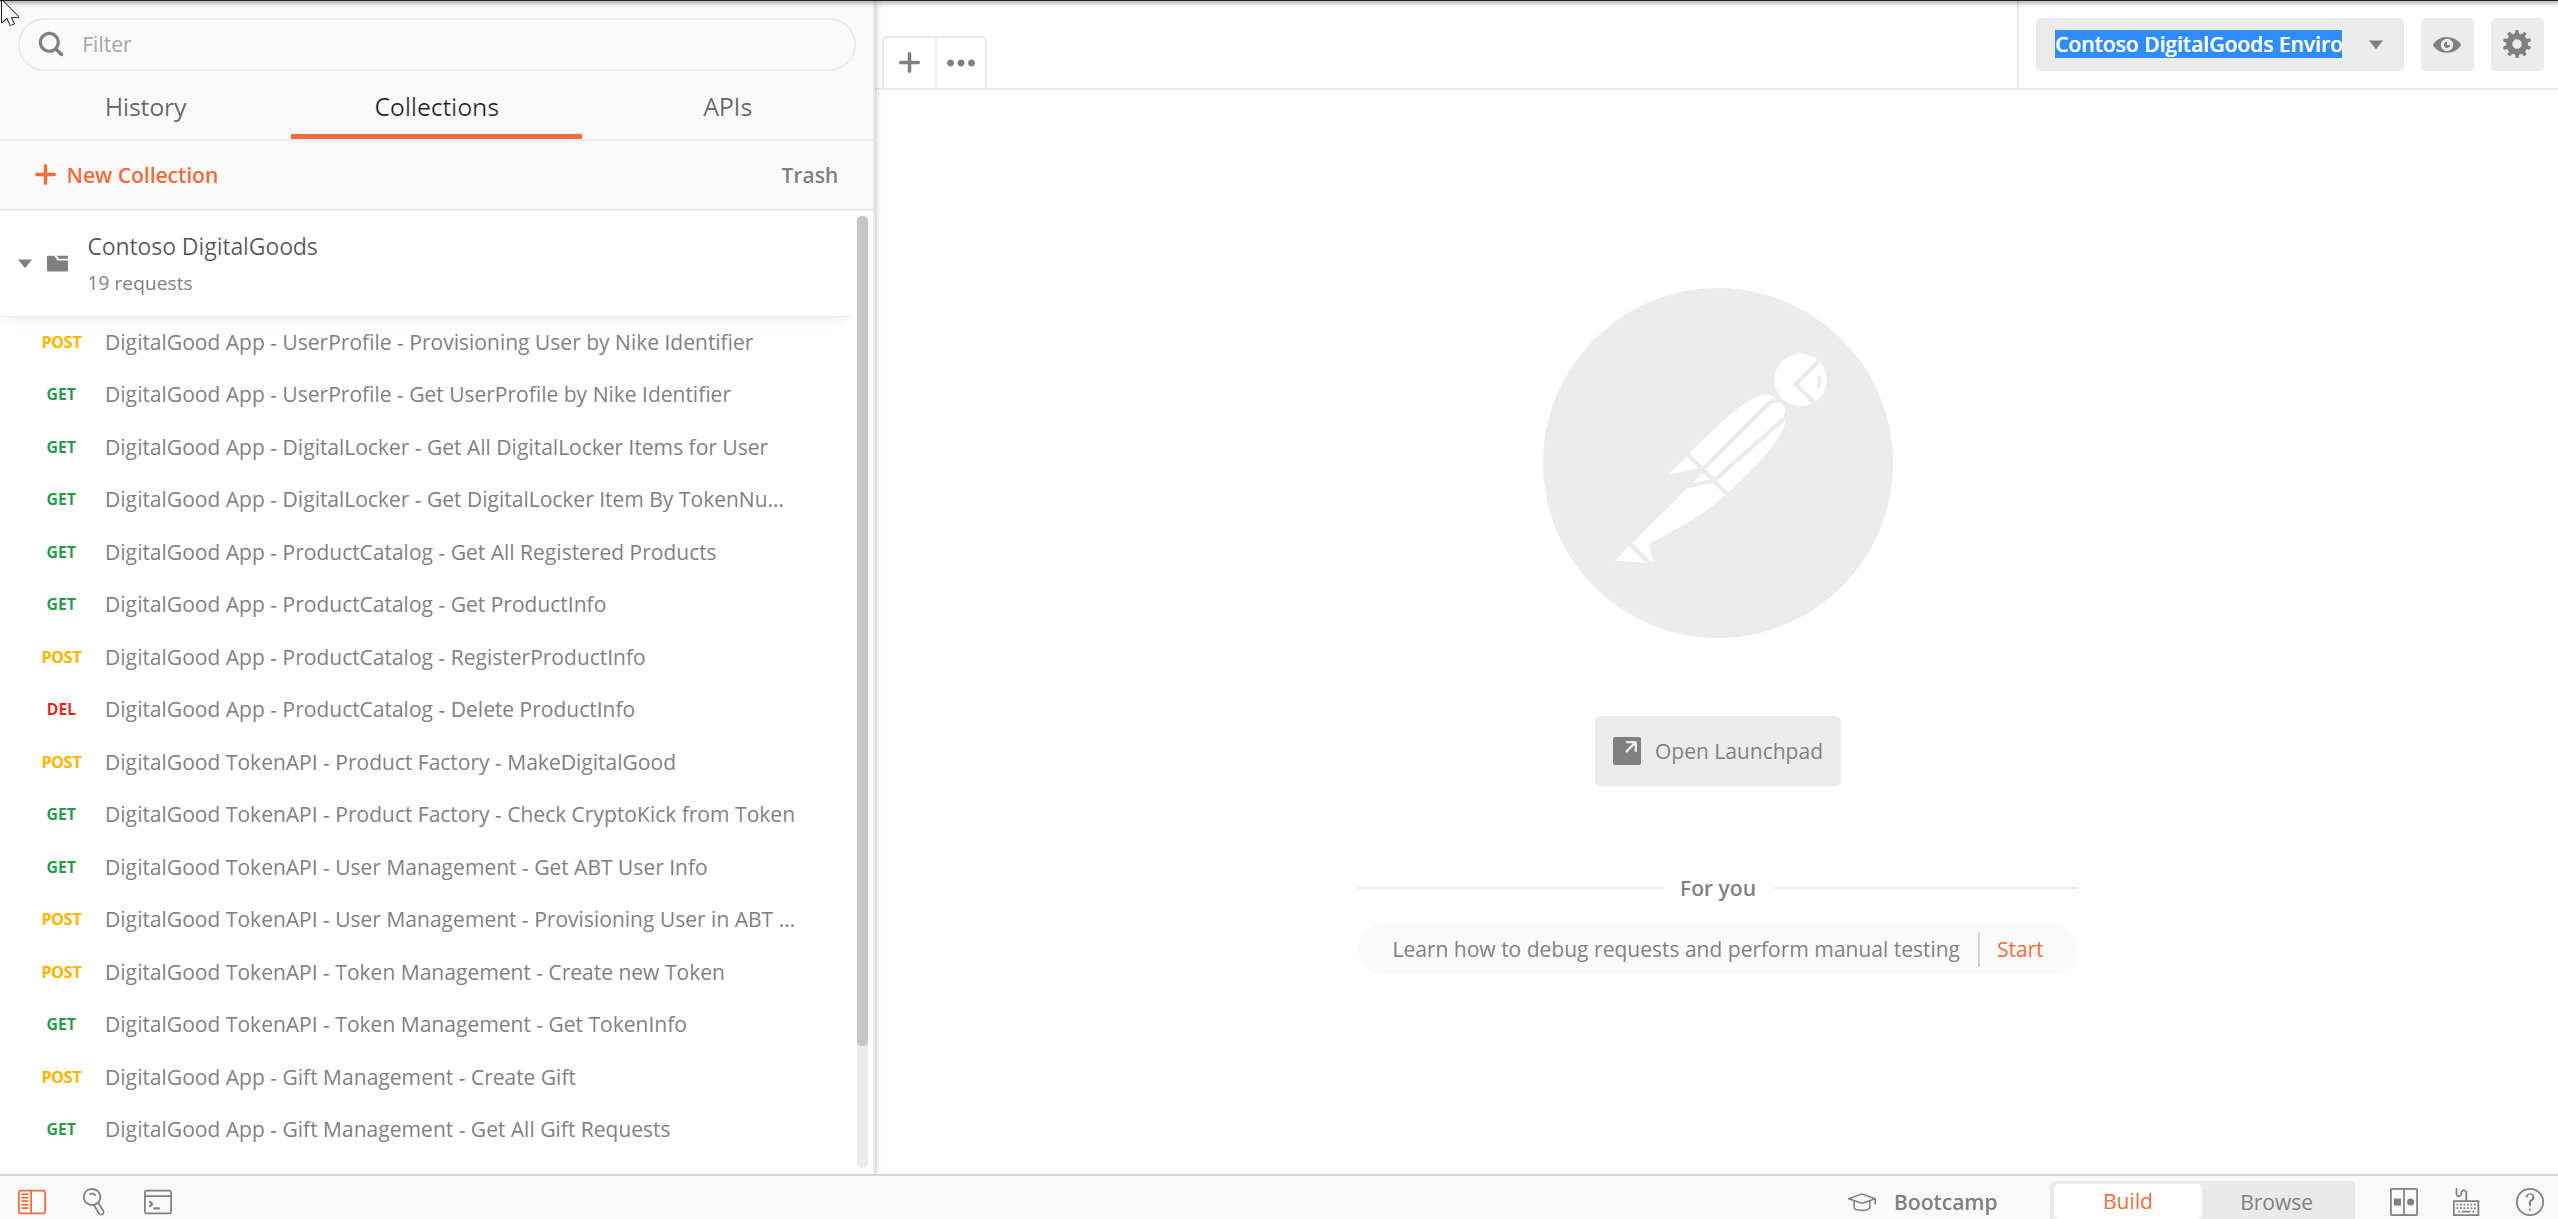 Filter
Contoso DigitalGoods Enviro
History
Collections
APIs
New Collection
Trash
Contoso DigitalGoods
19 requests
POST DigitalGood App - UserProfile - Provisioning User by Nike Identifier
GET DigitalGood App - UserProfile - Get UserProfile by Nike Identifier
GET DigitalGood App - DigitalLocker - Get All DigitalLocker Items for User
GET DigitalGood App - DigitalLocker - Get DigitalLocker Item By TokenNu...
GET DigitalGood App - ProductCatalog - Get All Registered Products
GET DigitalGood App - ProductCatalog - Get ProductInfo
POST DigitalGood App - ProductCatalog - RegisterProductInfo
DEL DigitalGood App - ProductCatalog - Delete ProductInfo
POST DigitalGood TokenAPI - Product Factory - MakeDigitalGood
GET DigitalGood TokenAPI - Product Factory - Check CryptoKick from Token
GET DigitalGood TokenAPI - User Management - Get ABT User Info
POST DigitalGood TokenAPI - User Management - Provisioning User in ABT ...
POST DigitalGood TokenAPI - Token Management - Create new Token
GET DigitalGood TokenAPI - Token Management - Get TokenInfo
POST DigitalGood App - Gift Management - Create Gift
GET DigitalGood App - Gift Management - Get All Gift Requests
Open Launchpad
For you
Learn how to debug requests and perform manual testing
Start
Bootcamp
Build
Browse